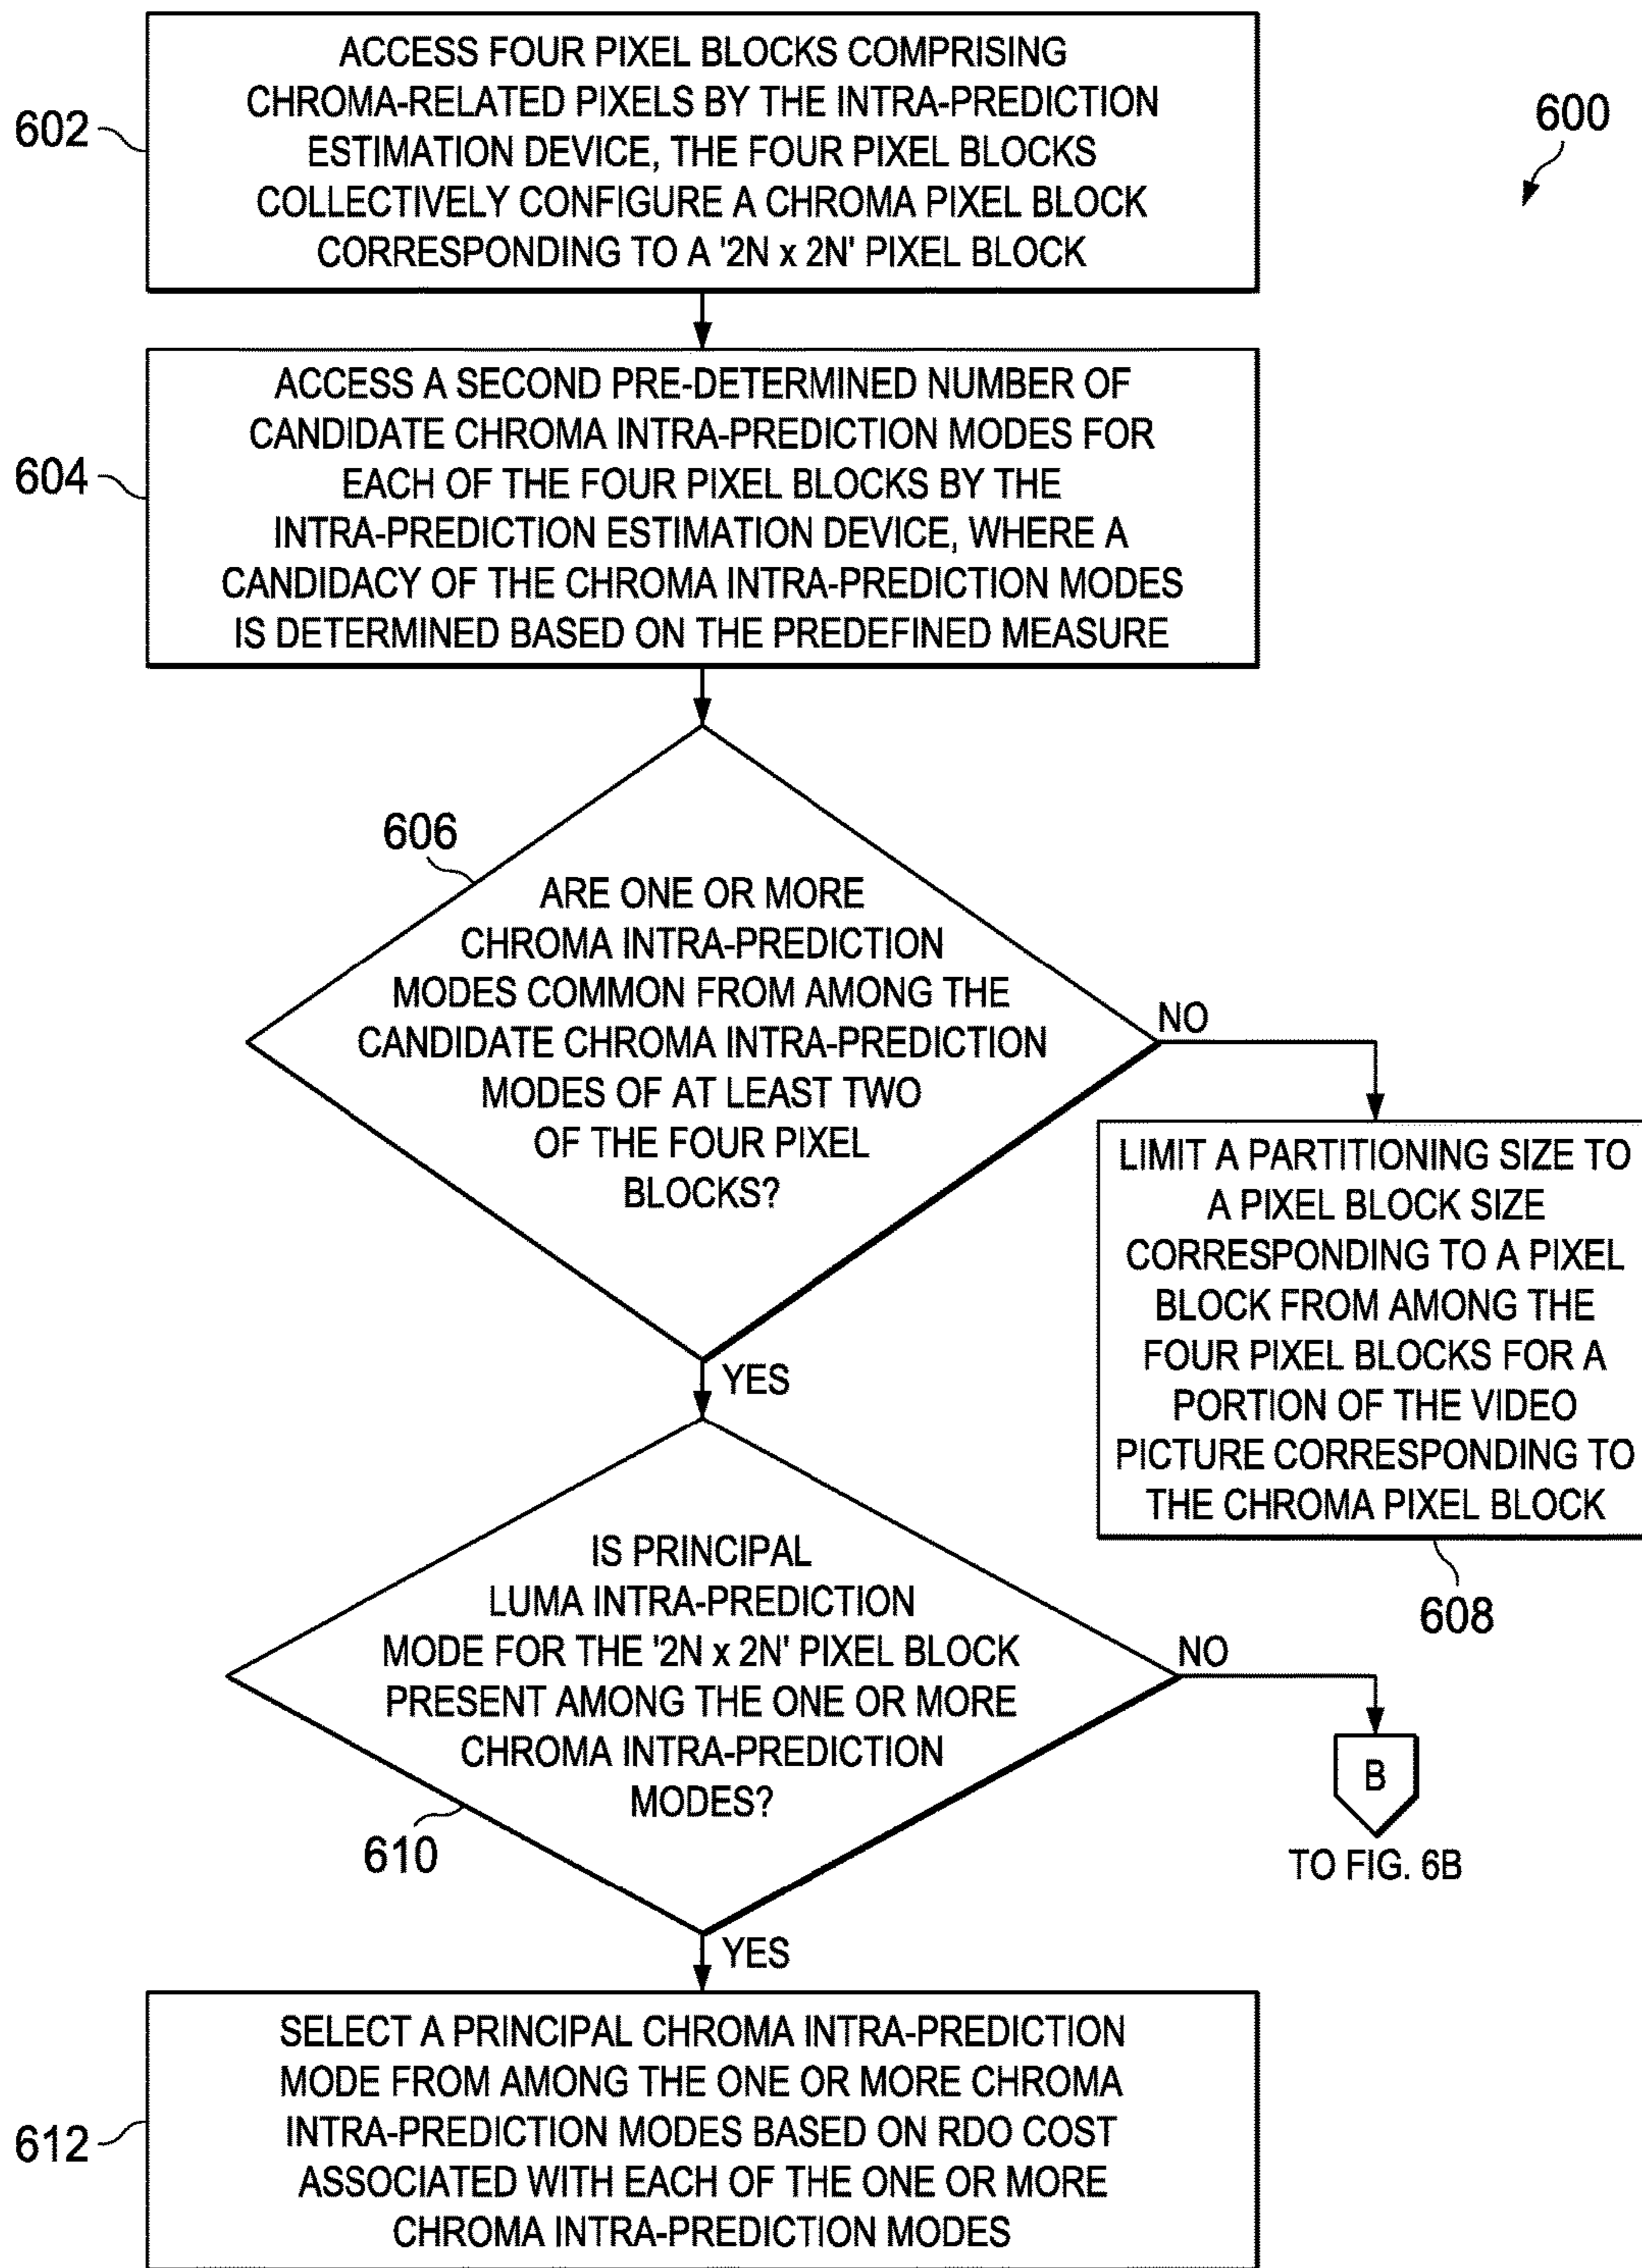 600
602
ACCESS FOUR PIXEL BLOCKS COMPRISING
CHROMA-RELATED PIXELS BY THE INTRA-PREDICTION
ESTIMATION DEVICE, THE FOUR PIXEL BLOCKS
COLLECTIVELY CONFIGURE A CHROMA PIXEL BLOCK
CORRESPONDING TO A '2N x 2N' PIXEL BLOCK
604
ACCESS A SECOND PRE-DETERMINED NUMBER OF
CANDIDATE CHROMA INTRA-PREDICTION MODES FOR
EACH OF THE FOUR PIXEL BLOCKS BY THE
INTRA-PREDICTION ESTIMATION DEVICE, WHERE A
CANDIDACY OF THE CHROMA INTRA-PREDICTION MODES
IS DETERMINED BASED ON THE PREDEFINED MEASURE
606
ARE ONE OR MORE
CHROMA INTRA-PREDICTION
MODES COMMON FROM AMONG THE
CANDIDATE CHROMA INTRA-PREDICTION
MODES OF AT LEAST TWO
OF THE FOUR PIXEL
BLOCKS?
NO
LIMIT A PARTITIONING SIZE TO
A PIXEL BLOCK SIZE
CORRESPONDING TO A PIXEL
BLOCK FROM AMONG THE
FOUR PIXEL BLOCKS FOR A
PORTION OF THE VIDEO
PICTURE CORRESPONDING TO
THE CHROMA PIXEL BLOCK
608
YES
IS PRINCIPAL
LUMA INTRA-PREDICTION
MODE FOR THE '2N x 2N' PIXEL BLOCK
PRESENT AMONG THE ONE OR MORE
CHROMA INTRA-PREDICTION
MODES?
610
NO
B
TO FIG. 6B
YES
612
SELECT A PRINCIPAL CHROMA INTRA-PREDICTION
MODE FROM AMONG THE ONE OR MORE CHROMA
INTRA-PREDICTION MODES BASED ON RDO COST
ASSOCIATED WITH EACH OF THE ONE OR MORE
CHROMA INTRA-PREDICTION MODES